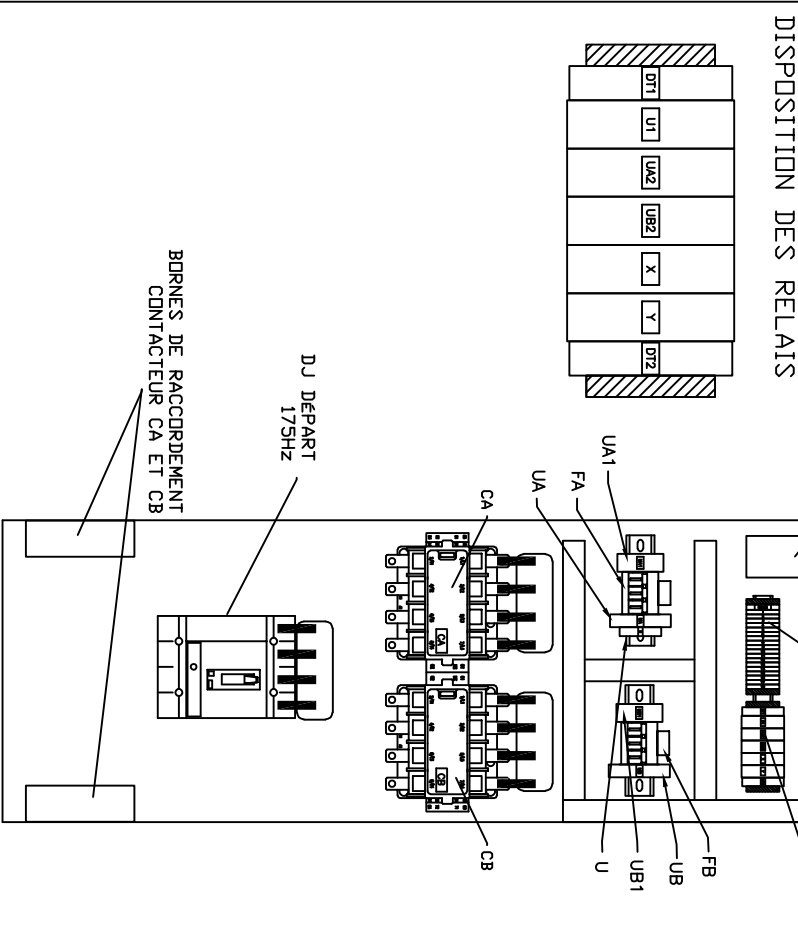 DISPOSITION DES RELAIS
DT1
U1
UA2
UB2
X
Y
DT2
UA1
FA
UA
CA
DJ DéPART
175Hz
BORNES DE RACCORDEMENT
CONTACTEUR CA ET CB
CA
CB
FB
UB
UB1
U
CB